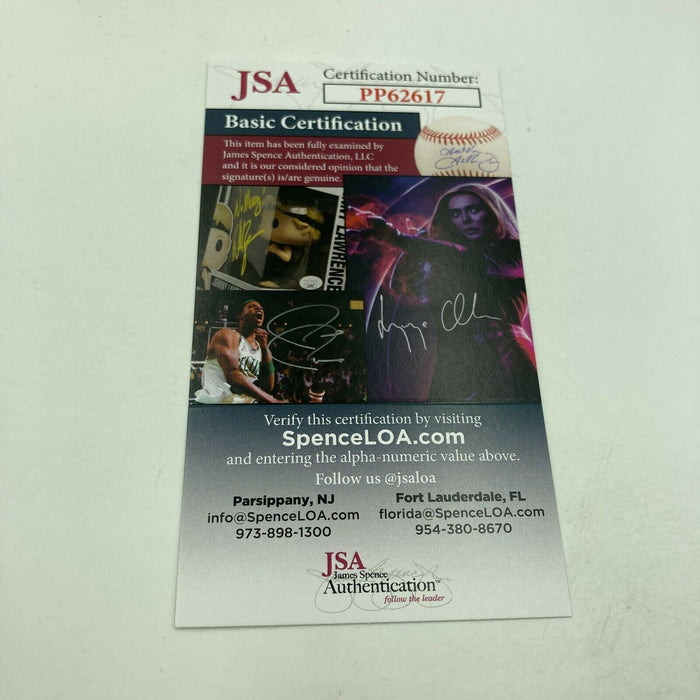 JSA
Certification Number:
PP62617
Basic Certification
This item has been fully examined by
James Spence Authentication, LLC
and it is our considered opinion that the
signature(s) is/are genuine.
LAWRENCE
Verify this certification by visiting
SpenceLOA.com
and entering the alpha-numeric value above.
Follow us @jsaloa
Parsippany, NJ
info@SpenceLOA.com
973-898-1300
Fort Lauderdale, FL
florida@SpenceLOA.com
954-380-8670
JSA
James Spence
Authentication™
follow the leader